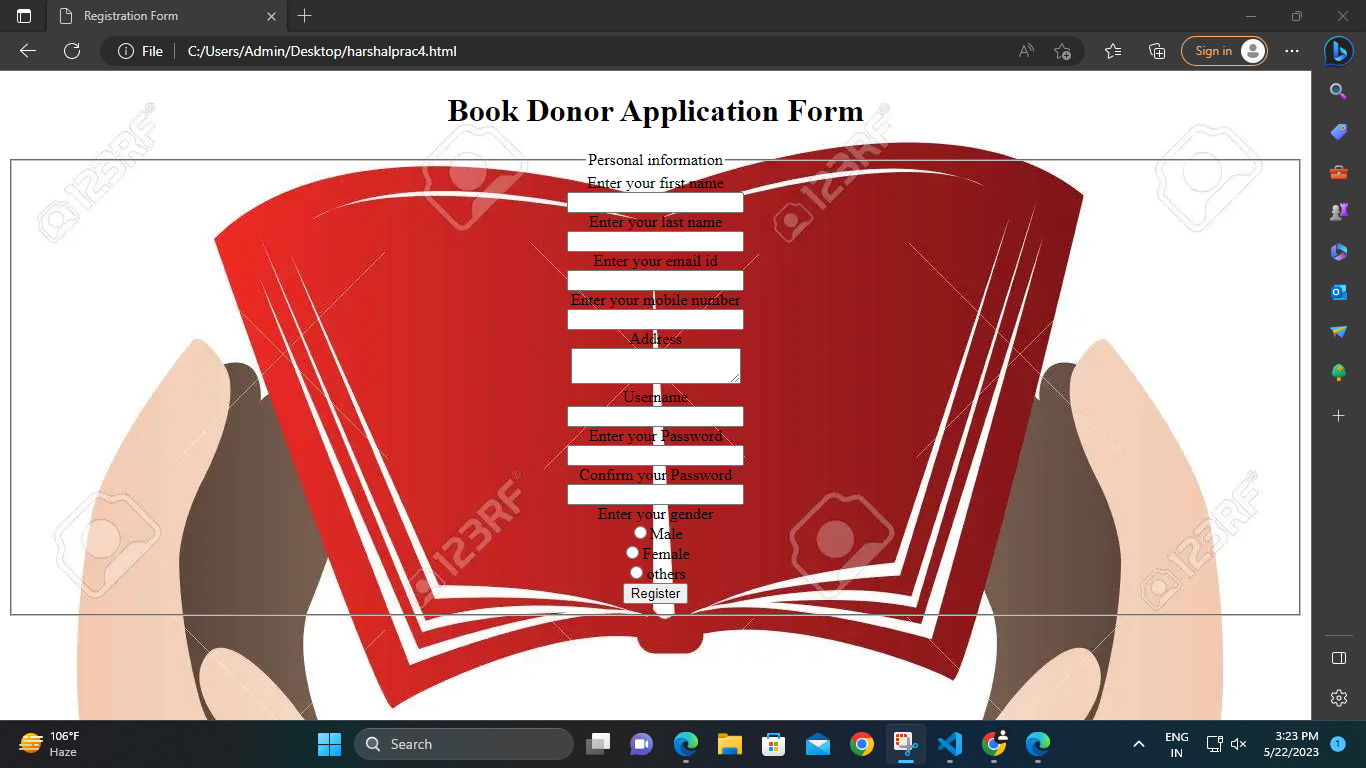 Registration Form
File
C:/Users/Admin/Desktop/harshalprac4.html
Sign in
Book Donor Application Form
Personal information
Enter your first name
Enter your last name
Enter your email id
Enter your mobile number
Address
Username
Enter your Password
Confirm your Password
Enter your gender
Male
Female
others
Register
123RF®
123RF®
123RF®
123RF®
106°F
Haze
Search
ENG
IN
3:23 PM
5/22/2023
1